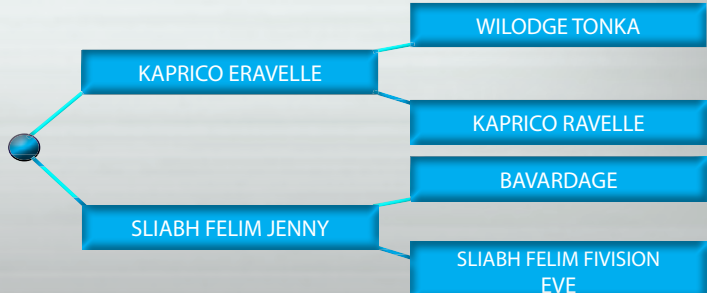 WILODGE TONKA
KAPRICO ERAVELLE
KAPRICO RAVELLE
BAVARDAGE
SLIABH FELIM JENNY
SLIABH FELIM FIVISION
EVE